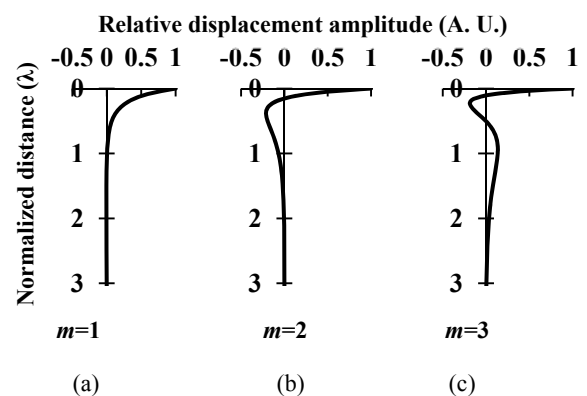 Relative displacement amplitude (A. U.)
-0.5 0 0.5 1 -0.5 0 0.5 1 -0.5 0 0.5 1
Normalized distance (λ)
0 0 0
1 1 1
2 2 2
3 3 3
m=1 m=2 m=3
(a) (b) (c)